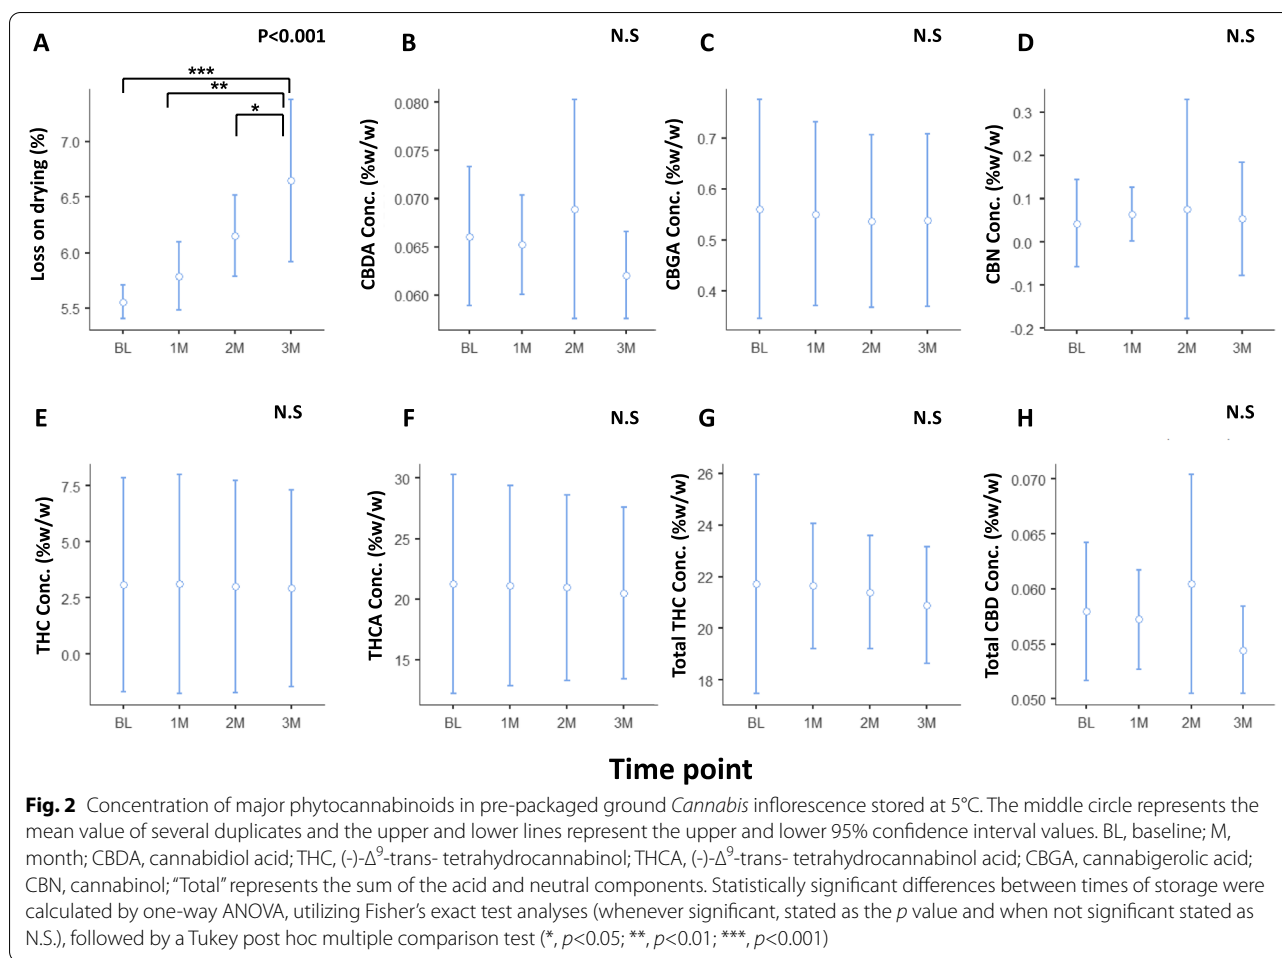 A
P<0.001
***
**
*
Loss on drying (%)
7.0
6.5
6.0
5.5
BL 1M 2M 3M
B
N.S
CBDA Conc. (%w/w)
0.080
0.075
0.070
0.065
0.060
BL 1M 2M 3M
C
N.S
CBGA Conc. (%w/w)
0.7
0.6
0.5
0.4
BL 1M 2M 3M
D
N.S
CBN Conc. (%w/w)
0.3
0.2
0.1
0.0
-0.1
-0.2
BL 1M 2M 3M
E
N.S
THC Conc. (%w/w)
7.5
5.0
2.5
0.0
BL 1M 2M 3M
F
N.S
THCA Conc. (%w/w)
30
25
20
15
BL 1M 2M 3M
G
N.S
Total THC Conc. (%w/w)
26
24
22
20
18
BL 1M 2M 3M
H
N.S
Total CBD Conc. (%w/w)
0.070
0.065
0.060
0.055
0.050
BL 1M 2M 3M
Time point
Fig. 2 Concentration of major phytocannabinoids in pre-packaged ground Cannabis inflorescence stored at 5°C. The middle circle represents the
mean value of several duplicates and the upper and lower lines represent the upper and lower 95% confidence interval values. BL, baseline; M,
month; CBDA, cannabidiol acid; THC, (-)-Δ⁹-trans- tetrahydrocannabinol; THCA, (-)-Δ⁹-trans- tetrahydrocannabinol acid; CBGA, cannabigerolic acid;
CBN, cannabinol; “Total” represents the sum of the acid and neutral components. Statistically significant differences between times of storage were
calculated by one-way ANOVA, utilizing Fisher’s exact test analyses (whenever significant, stated as the p value and when not significant stated as
N.S.), followed by a Tukey post hoc multiple comparison test (*, p<0.05; **, p<0.01; ***, p<0.001)